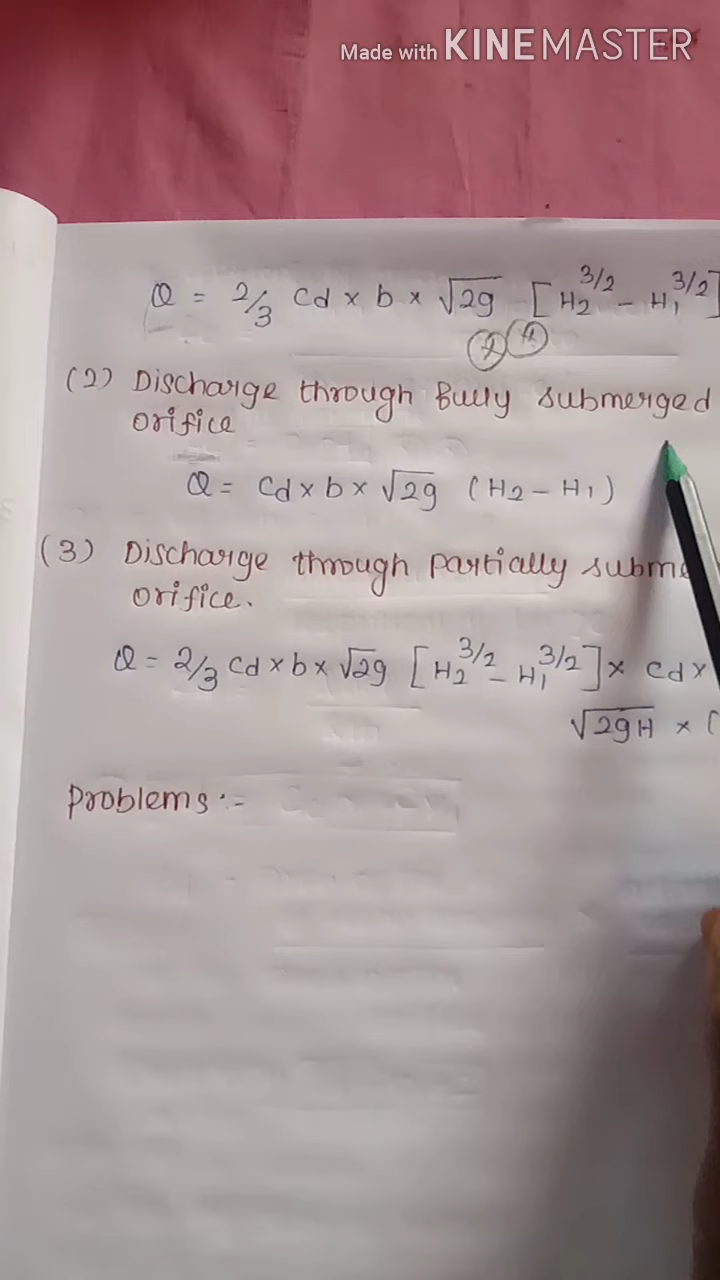 Made with KINEMASTER
Q = 2/3 Cd × b × √2g [H₂^3/2 - H₁^3/2]
(2) Discharge through fully submerged
orifice
Q = Cd × b × √2g (H₂ - H₁)
(3) Discharge through partially subme
orifice.
Q = 2/3 Cd × b × √2g [H₂^3/2 - H₁^3/2] × Cd ×
√2gH × (
Problems :-